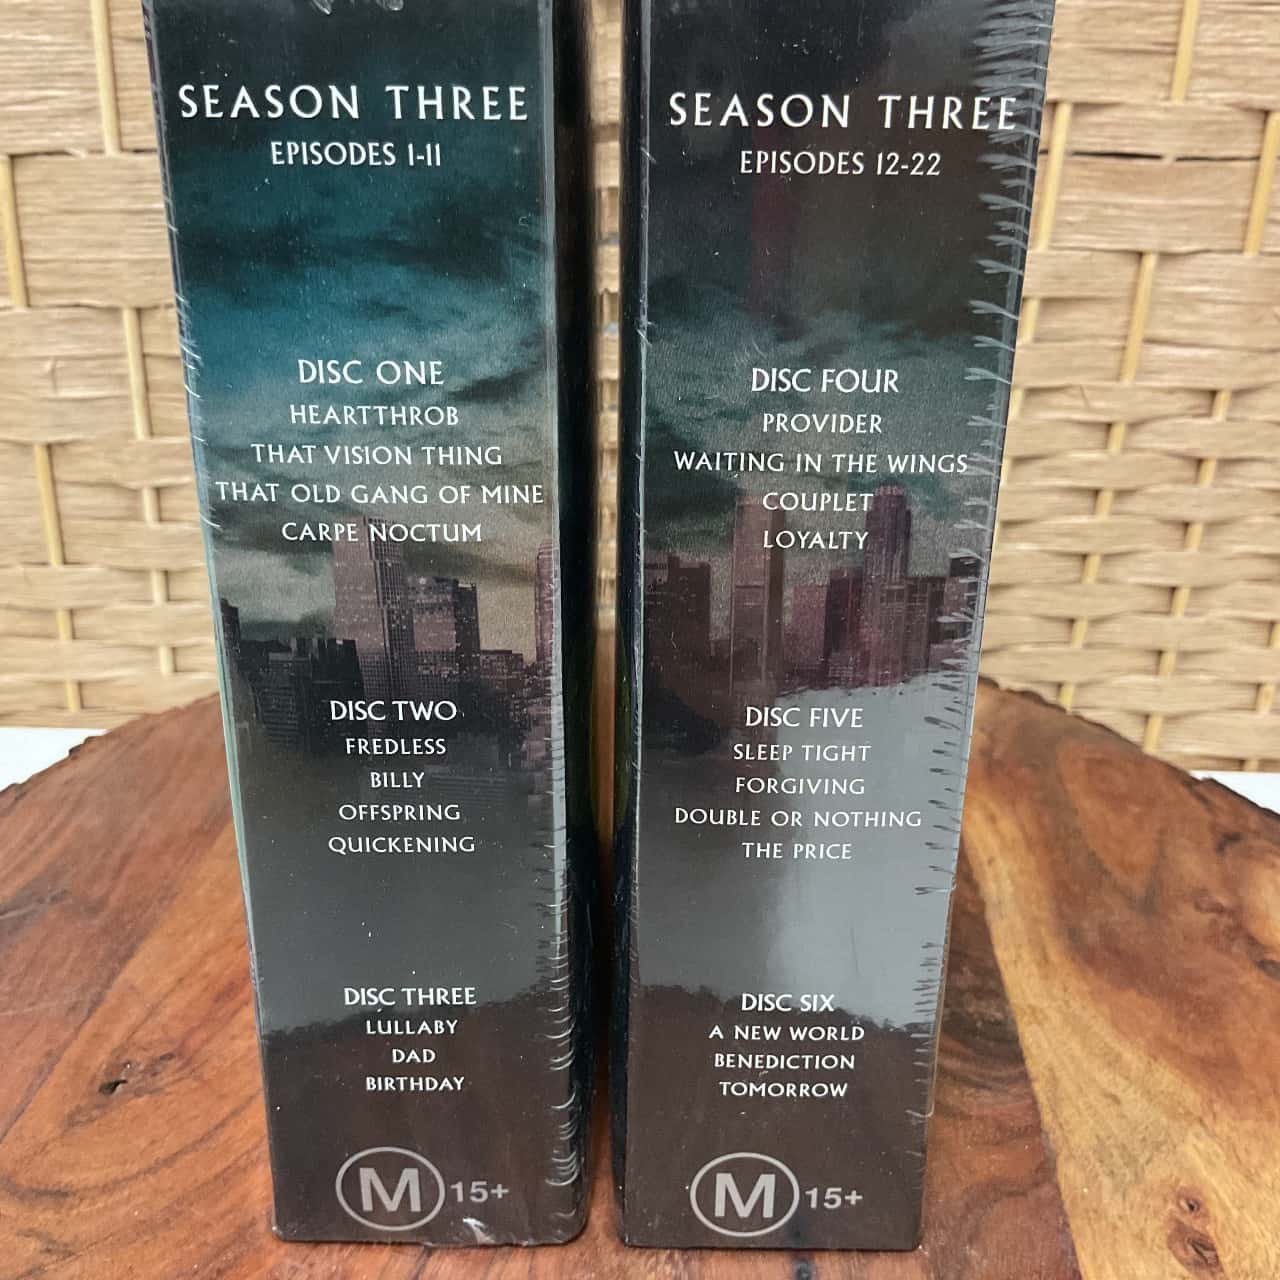 SEASON THREE
EPISODES 1-11
DISC ONE
HEARTTHROB
THAT VISION THING
THAT OLD GANG OF MINE
CARPE NOCTUM
DISC TWO
FREDLESS
BILLY
OFFSPRING
QUICKENING
DISC THREE
LULLABY
DAD
BIRTHDAY
M 15+
SEASON THREE
EPISODES 12-22
DISC FOUR
PROVIDER
WAITING IN THE WINGS
COUPLET
LOYALTY
DISC FIVE
SLEEP TIGHT
FORGIVING
DOUBLE OR NOTHING
THE PRICE
DISC SIX
A NEW WORLD
BENEDICTION
TOMORROW
M 15+